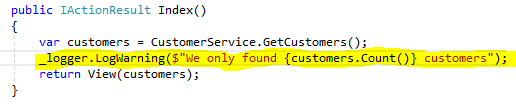 public IActionResult Index()
{
var customers = CustomerService.GetCustomers();
_logger.LogWarning($"We only found {customers.Count()} customers");
return View(customers);
}